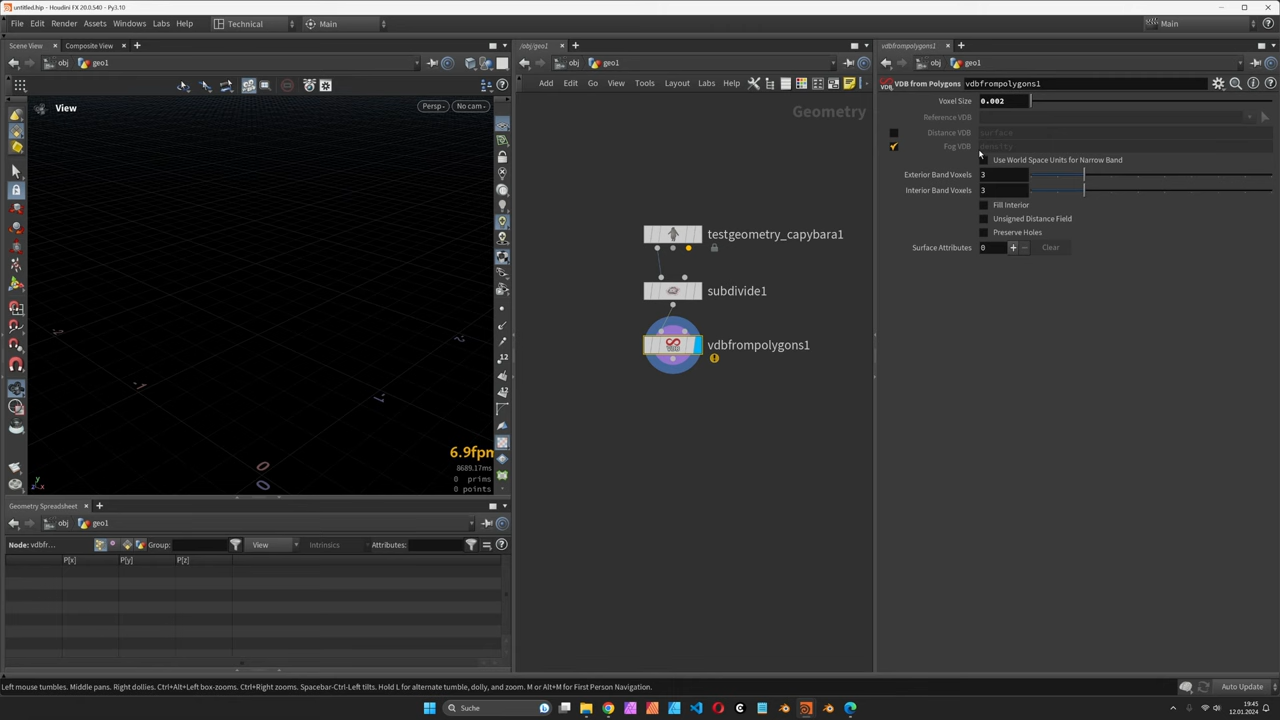 untitled.hip - Houdini FX 20.0.540 - Py3.10
File Edit Render Assets Windows Labs Help Technical Main Main
Scene View Composite View /obj/geo1 vdbfrompolygons1
obj geo1 obj geo1 obj geo1
Add Edit Go View Tools Layout Labs Help
VDB from Polygons vdbfrompolygons1
View Persp No cam Geometry
Voxel Size 0.002
Reference VDB
Distance VDB surface
Fog VDB density
Use World Space Units for Narrow Band
Exterior Band Voxels 3
Interior Band Voxels 3
Fill Interior
Unsigned Distance Field
Preserve Holes
Surface Attributes 0 Clear
testgeometry_capybara1
subdivide1
vdbfrompolygons1
6.9fpm
8689.17ms
0 prims
0 points
Geometry Spreadsheet
obj geo1
Node: vdbfr... Group: View Intrinsics Attributes:
P[x] P[y] P[z]
Left mouse tumbles. Middle pans. Right dollies. Ctrl+Alt+Left box-zooms. Ctrl+Right zooms. Spacebar-Ctrl-Left tilts. Hold L for alternate tumble, dolly, and zoom. M or Alt+M for First Person Navigation.
Auto Update
Suche
19:45
12.01.2024